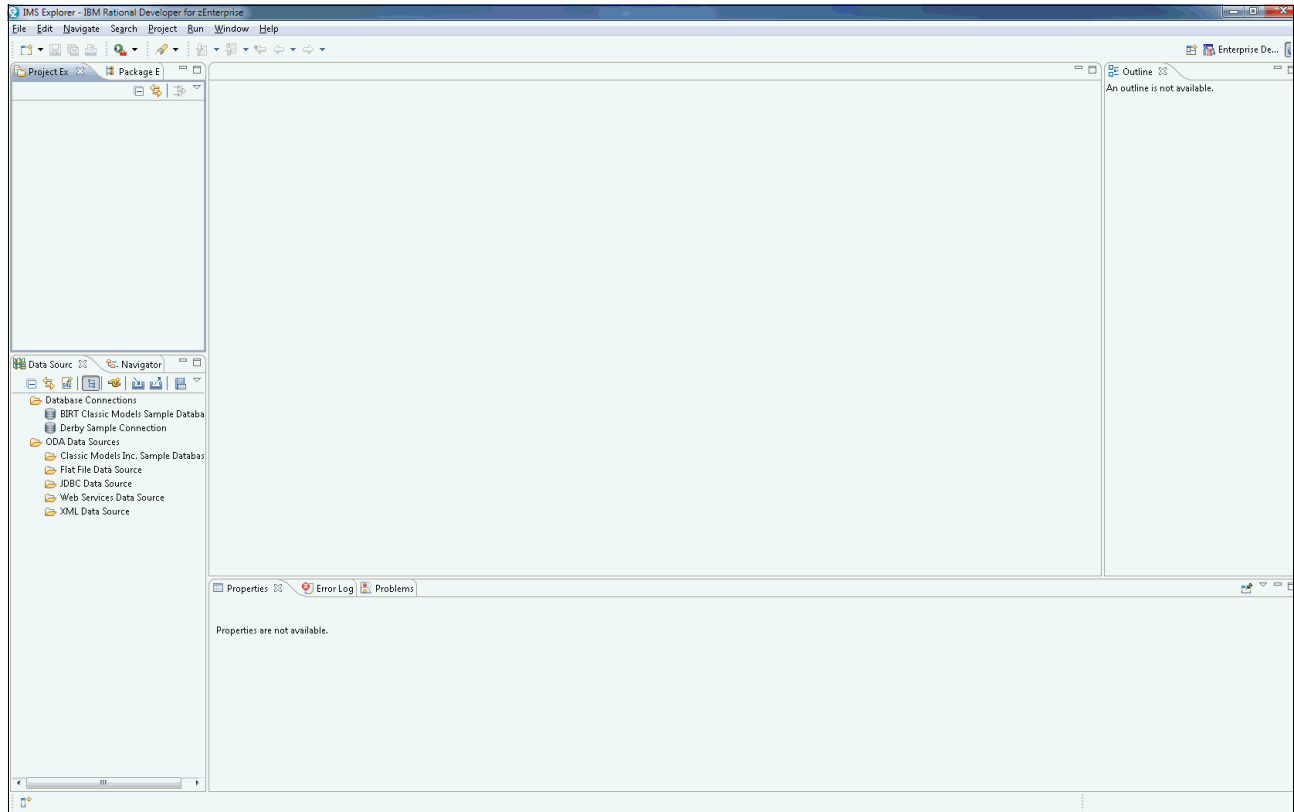 IMS Explorer - IBM Rational Developer for zEnterprise
File Edit Navigate Search Project Run Window Help
Enterprise De...
Project Ex Package E
Outline
An outline is not available.
Data Sourc Navigator
Database Connections
BIRT Classic Models Sample Databa
Derby Sample Connection
ODA Data Sources
Classic Models Inc. Sample Databas
Flat File Data Source
JDBC Data Source
Web Services Data Source
XML Data Source
Properties Error Log Problems
Properties are not available.